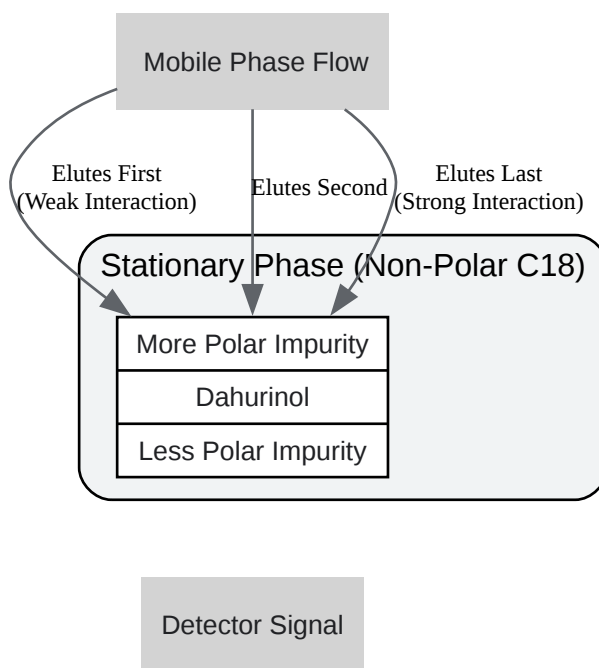 Mobile Phase Flow
Elutes First
(Weak Interaction)
Elutes Second
Elutes Last
(Strong Interaction)
Stationary Phase (Non-Polar C18)
More Polar Impurity
Dahurinol
Less Polar Impurity
Detector Signal